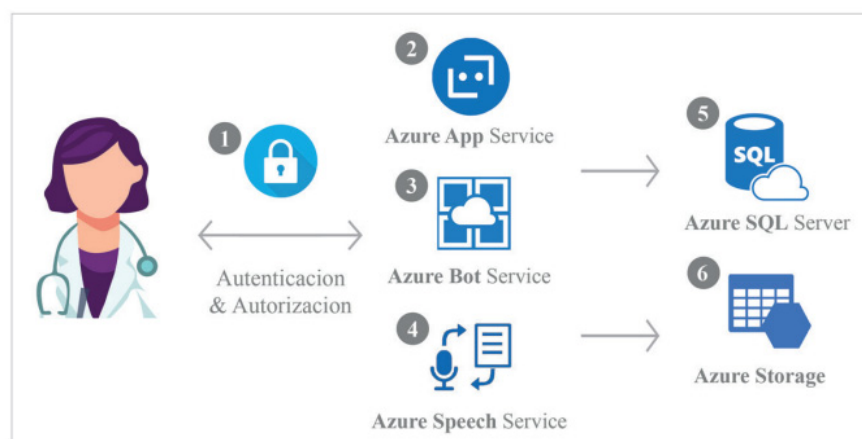 1
Autenticacion
& Autorizacion
2
Azure App Service
3
Azure Bot Service
4
Azure Speech Service
5
SQL
Azure SQL Server
6
Azure Storage